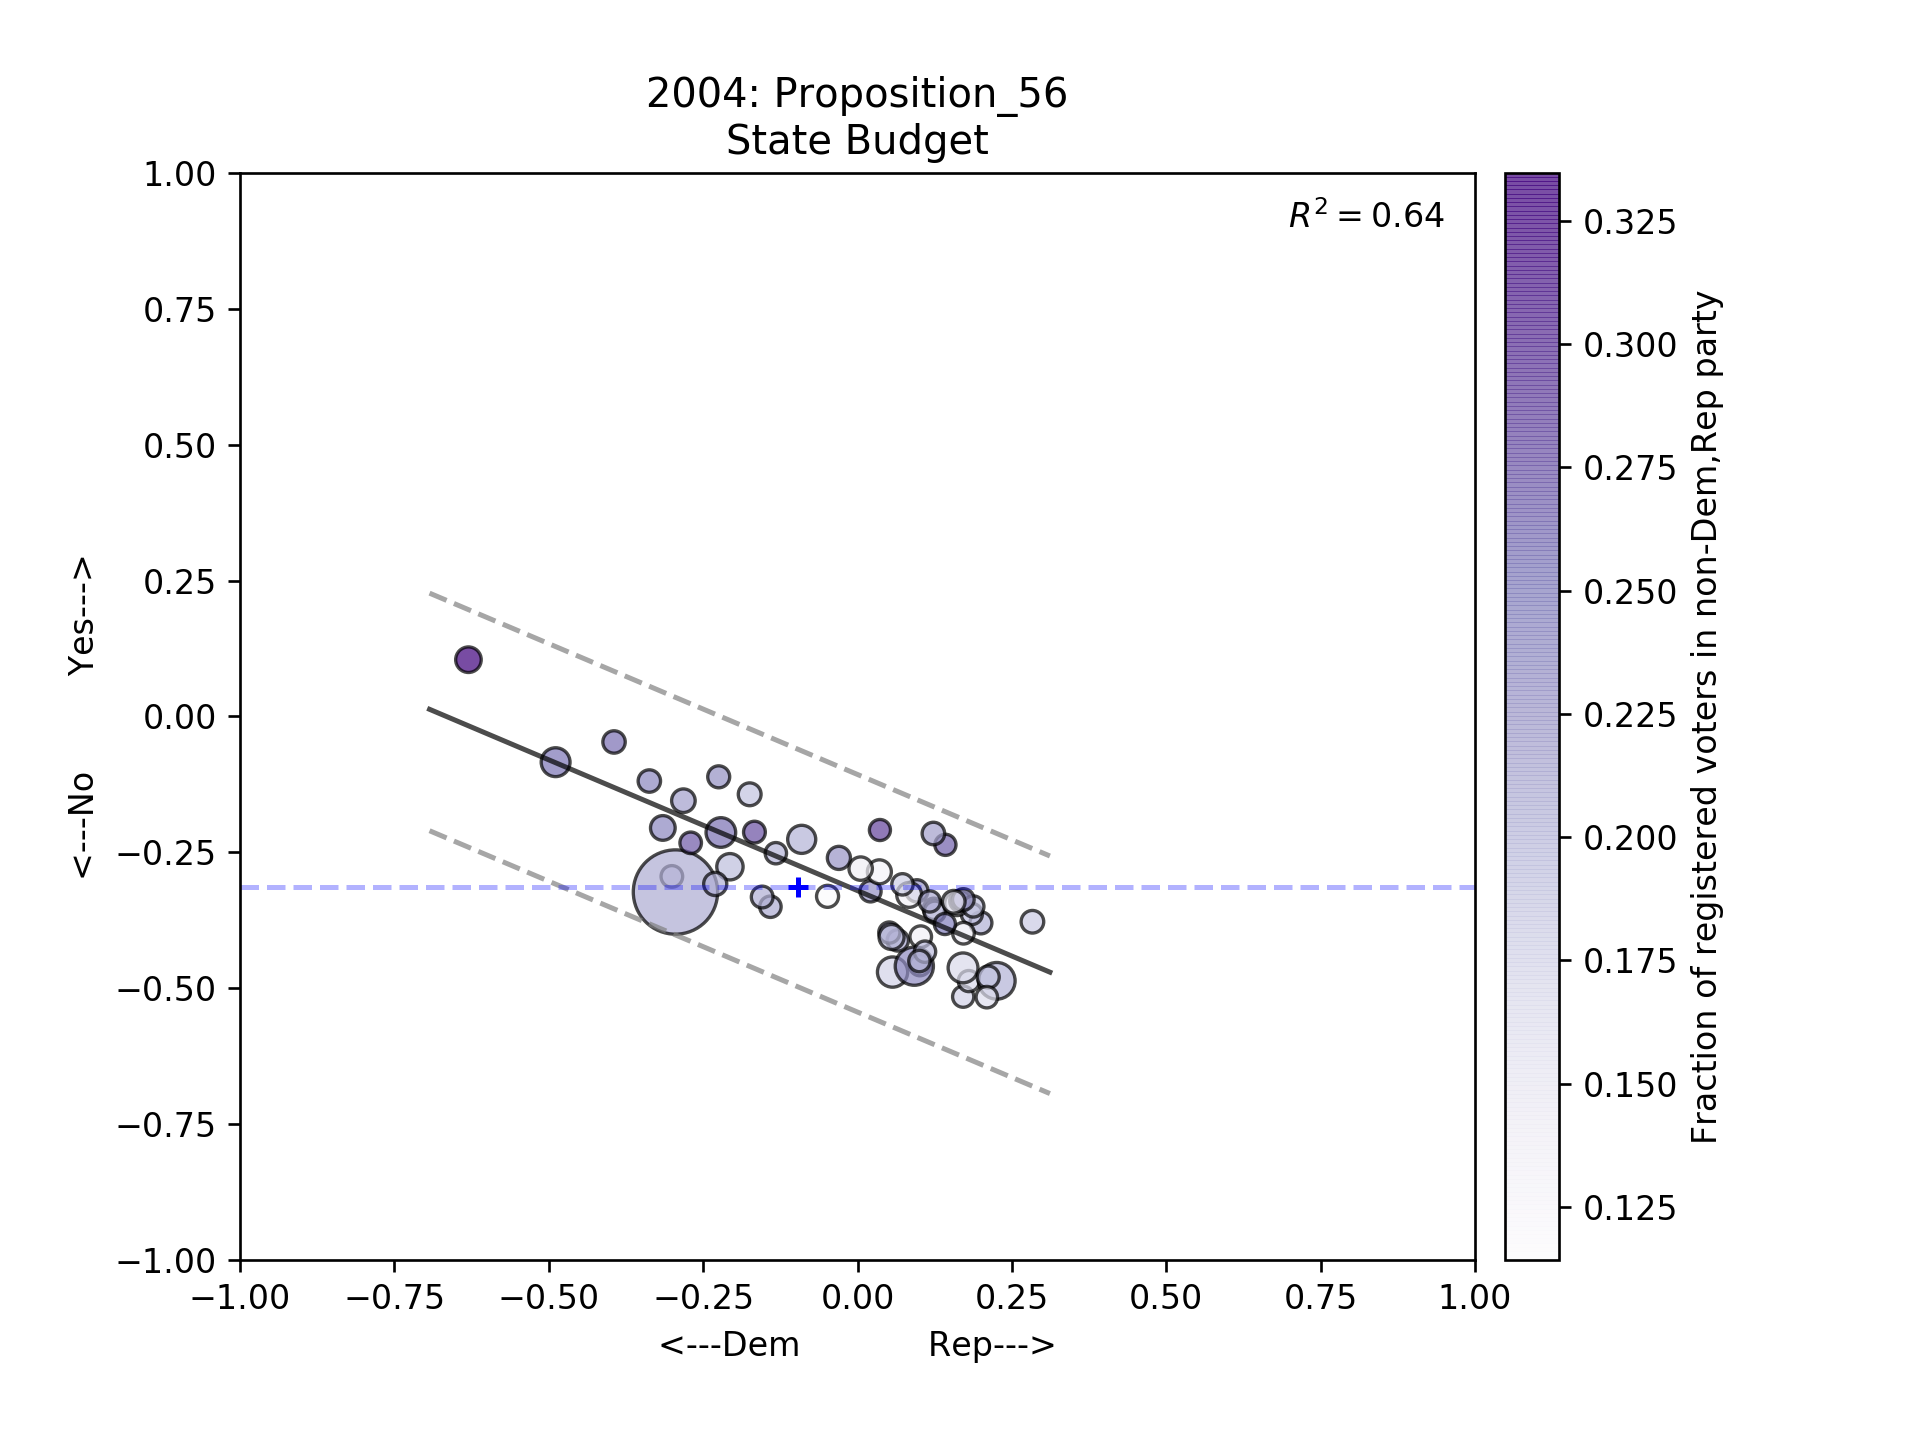 2004: Proposition_56
State Budget
R² = 0.64
1.00
0.75
0.50
0.25
0.00
−0.25
−0.50
−0.75
−1.00
<---No Yes---->
−1.00 −0.75 −0.50 −0.25 0.00 0.25 0.50 0.75 1.00
<---Dem Rep--->
0.325
0.300
0.275
0.250
0.225
0.200
0.175
0.150
0.125
Fraction of registered voters in non-Dem,Rep party